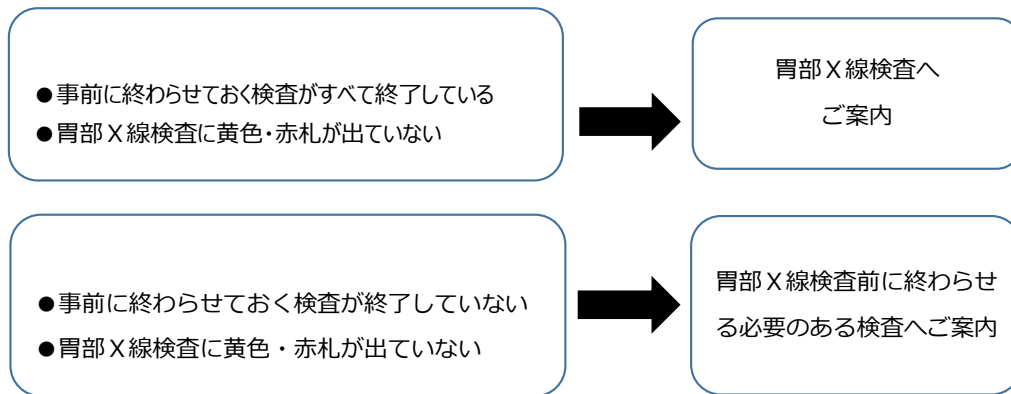 ●事前に終わらせておく検査がすべて終了している
●胃部X線検査に黄色・赤札が出ていない
胃部X線検査へ
ご案内
●事前に終わらせておく検査が終了していない
●胃部X線検査に黄色・赤札が出ていない
胃部X線検査前に終わらせ
る必要のある検査へご案内